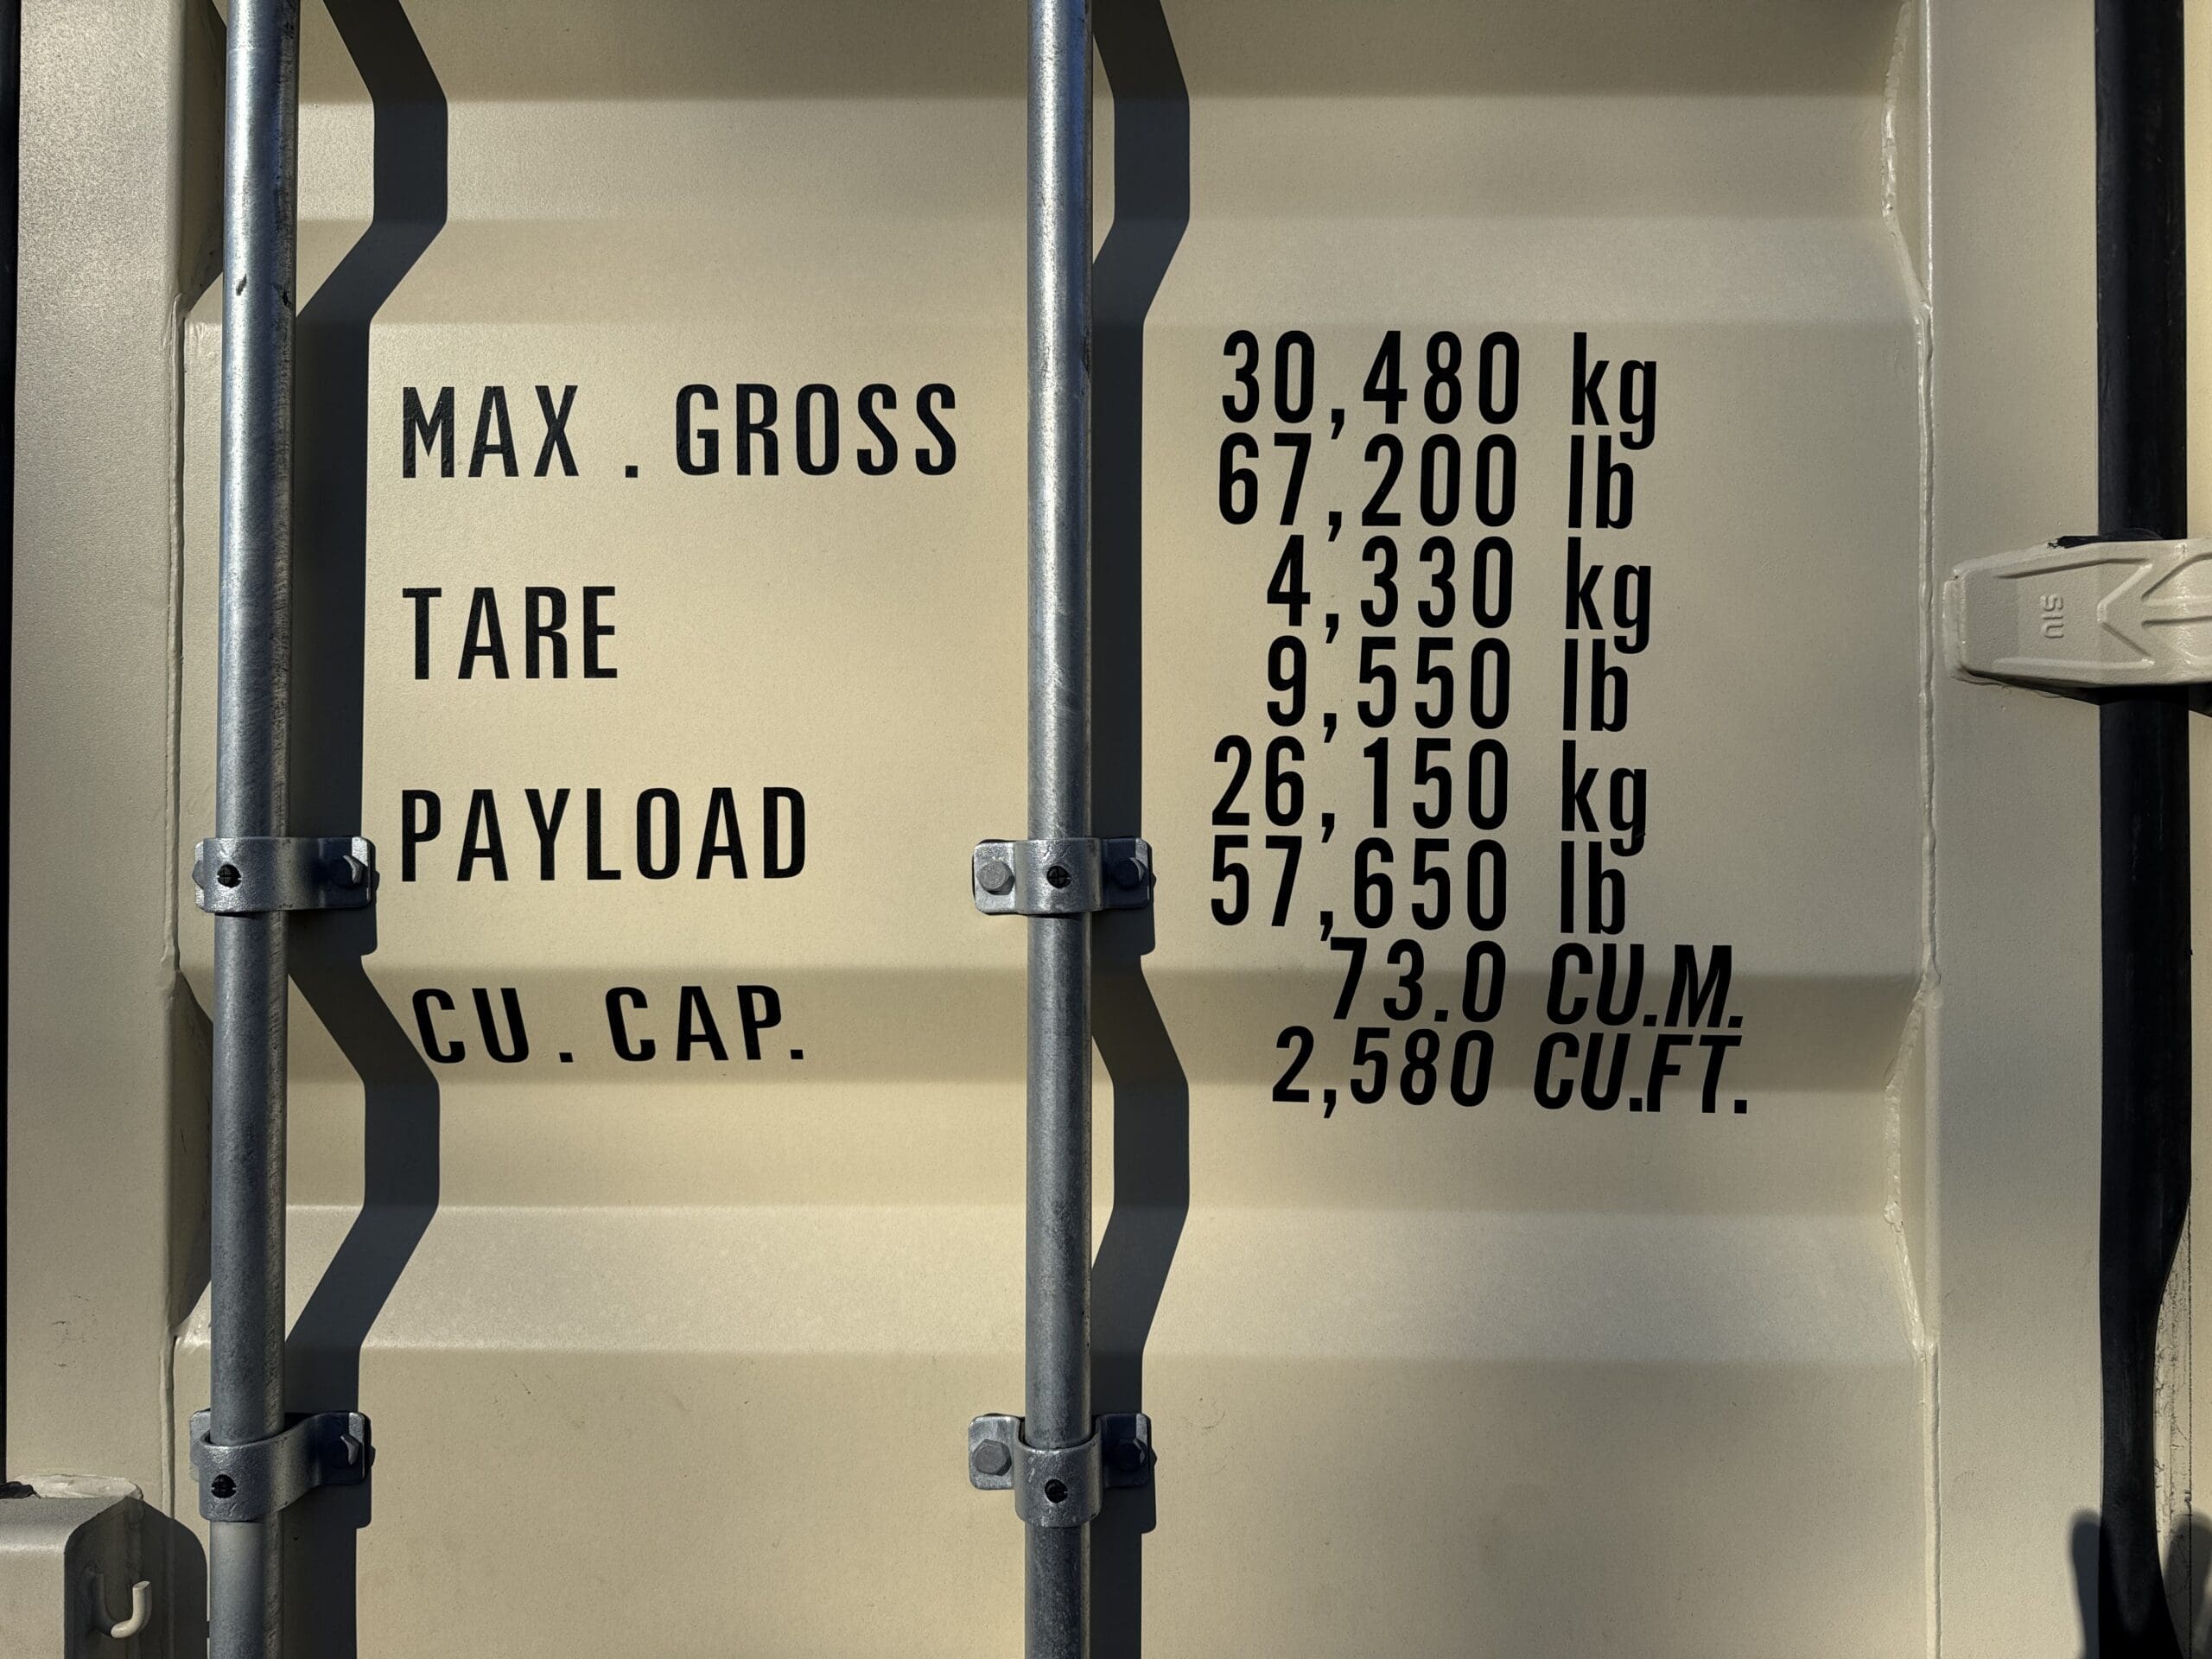 MAX . GROSS 30,480 kg
67,200 lb
TARE 4,330 kg
9,550 lb
PAYLOAD 26,150 kg
57,650 lb
CU . CAP. 73.0 CU.M.
2,580 CU.FT.
SIU